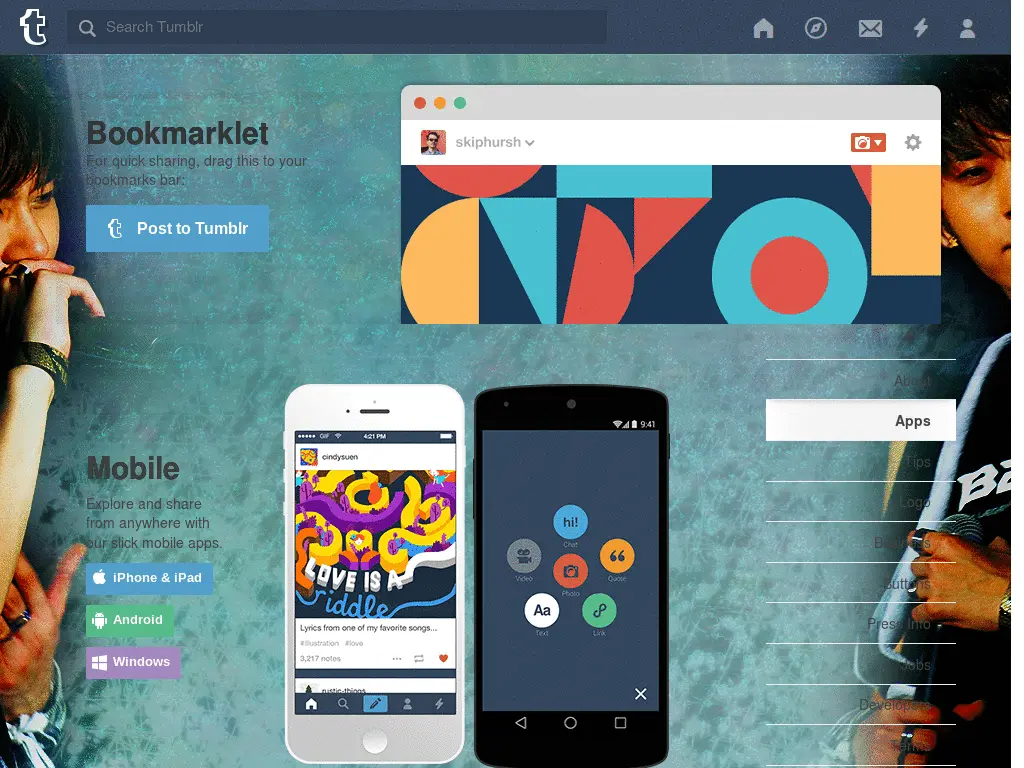 Search Tumblr
Bookmarklet
For quick sharing, drag this to your
bookmarks bar:
Post to Tumblr
skiphursh
About
Apps
Tips
Logo
Business
Buttons
Press Info
Jobs
Developers
Terms
Mobile
Explore and share
from anywhere with
our slick mobile apps.
iPhone & iPad
Android
Windows
GIF
4:21 PM
cindysuen
LOVE IS A
riddle
Lyrics from one of my favorite songs...
#illustration #love
3,217 notes
rustic-things
9:41
hi!
Chat
Video
Quote
Photo
Aa
Text
Link